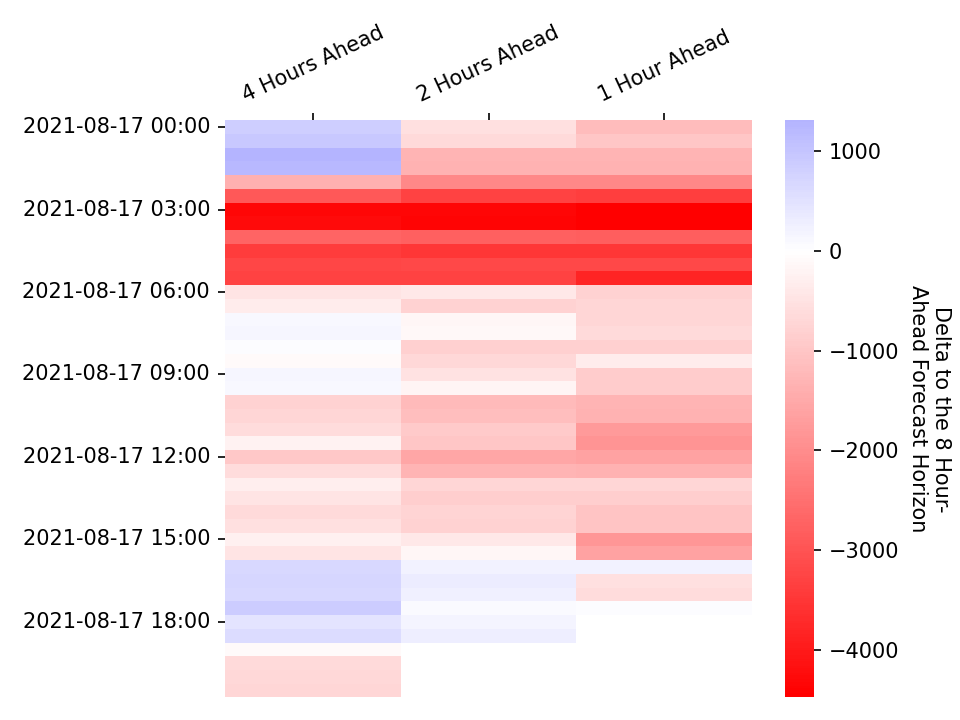 4 Hours Ahead
2 Hours Ahead
1 Hour Ahead
2021-08-17 00:00
2021-08-17 03:00
2021-08-17 06:00
2021-08-17 09:00
2021-08-17 12:00
2021-08-17 15:00
2021-08-17 18:00
1000
0
−1000
−2000
−3000
−4000
Delta to the 8 Hour-
Ahead Forecast Horizon